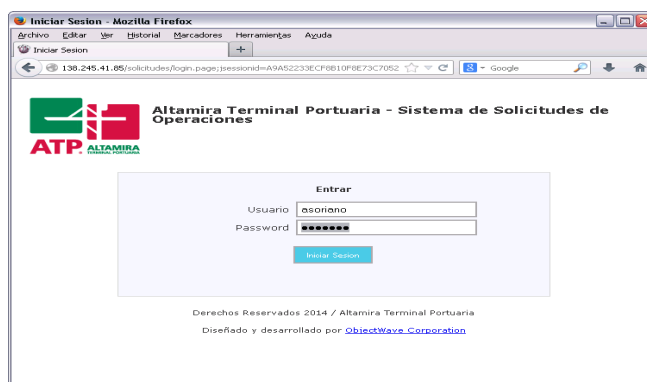 Iniciar Sesion - Mozilla Firefox
Archivo Editar Ver Historial Marcadores Herramientas Ayuda
Iniciar Sesion
138.245.41.85/solicitudes/login.page;jsessionid=A9A52233ECF8B10F8E73C7052
Google
Altamira Terminal Portuaria - Sistema de Solicitudes de
Operaciones
ATP. ALTAMIRA
TERMINAL PORTUARIA
Entrar
Usuario asoriano
Password
Iniciar Sesion
Derechos Reservados 2014 / Altamira Terminal Portuaria
Diseñado y desarrollado por ObjectWave Corporation